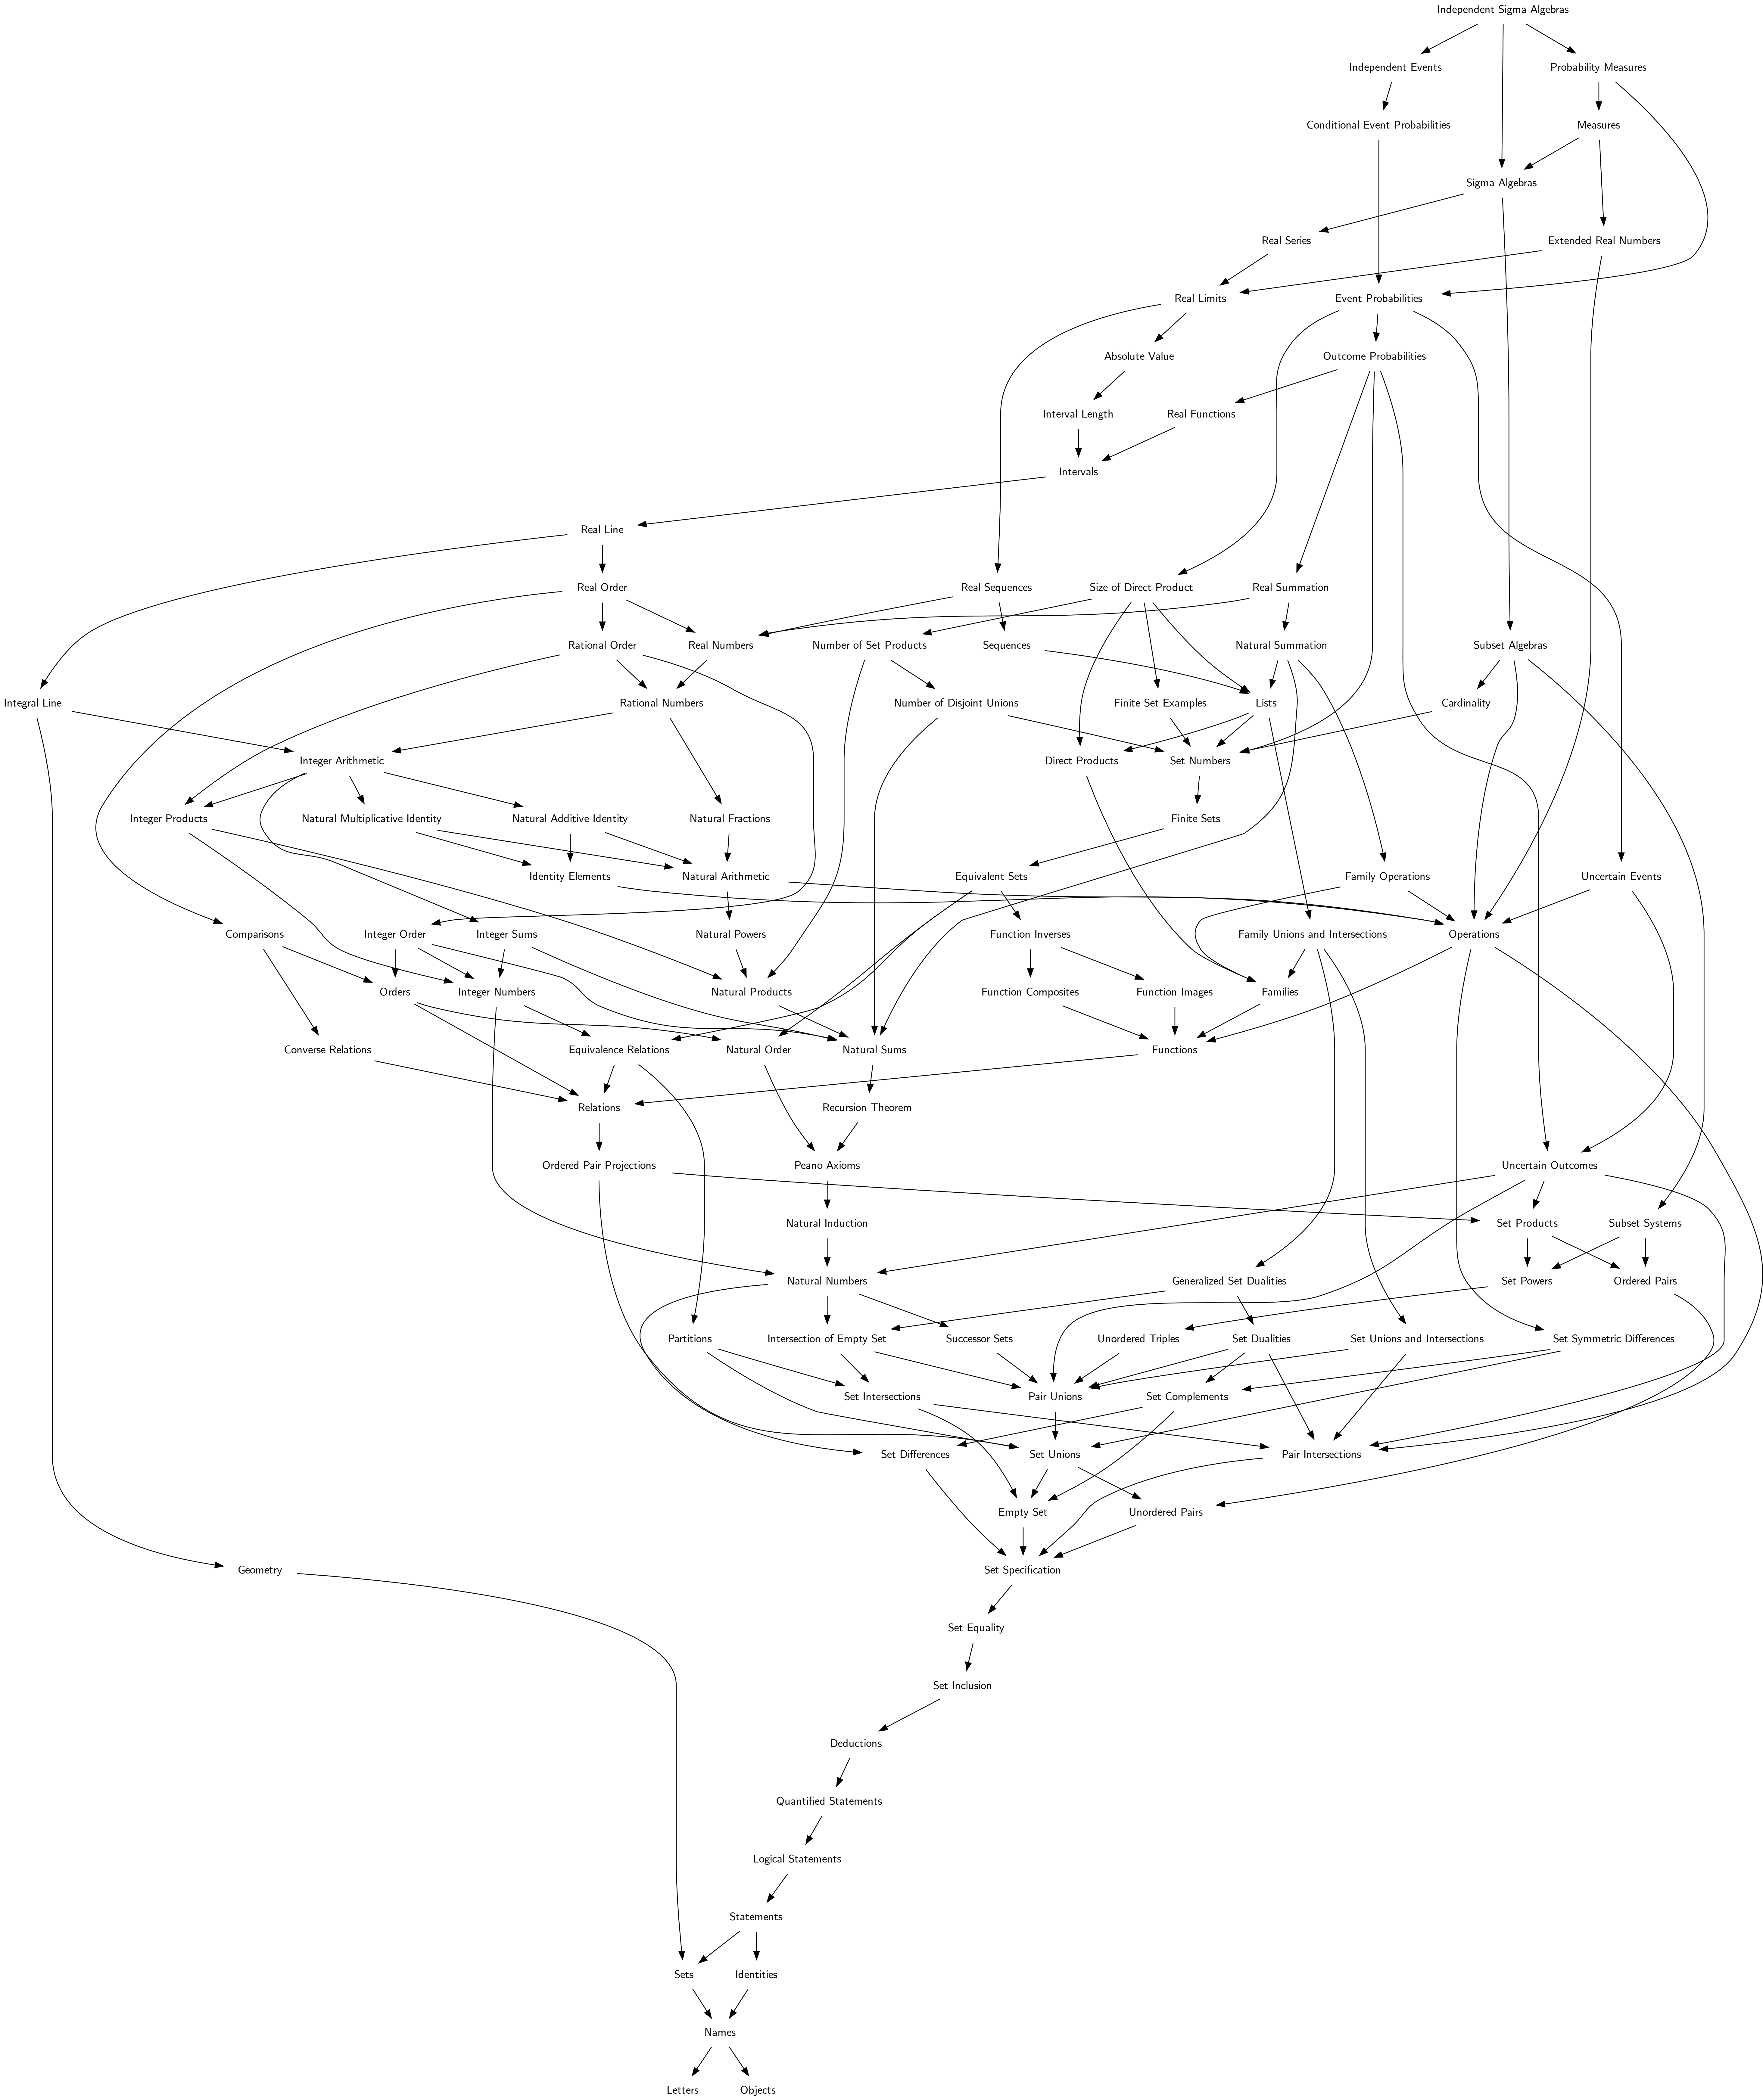 Independent Sigma Algebras
Independent Events
Probability Measures
Conditional Event Probabilities
Measures
Sigma Algebras
Real Series
Extended Real Numbers
Real Limits
Event Probabilities
Absolute Value
Outcome Probabilities
Interval Length
Real Functions
Intervals
Real Line
Real Order
Real Sequences
Size of Direct Product
Real Summation
Rational Order
Real Numbers
Number of Set Products
Sequences
Natural Summation
Subset Algebras
Integral Line
Rational Numbers
Number of Disjoint Unions
Finite Set Examples
Lists
Cardinality
Integer Arithmetic
Direct Products
Set Numbers
Integer Products
Natural Multiplicative Identity
Natural Additive Identity
Natural Fractions
Finite Sets
Identity Elements
Natural Arithmetic
Equivalent Sets
Family Operations
Uncertain Events
Comparisons
Integer Order
Integer Sums
Natural Powers
Function Inverses
Family Unions and Intersections
Operations
Orders
Integer Numbers
Natural Products
Function Composites
Function Images
Families
Converse Relations
Equivalence Relations
Natural Order
Natural Sums
Functions
Relations
Recursion Theorem
Ordered Pair Projections
Peano Axioms
Uncertain Outcomes
Natural Induction
Set Products
Subset Systems
Natural Numbers
Generalized Set Dualities
Set Powers
Ordered Pairs
Partitions
Intersection of Empty Set
Successor Sets
Unordered Triples
Set Dualities
Set Unions and Intersections
Set Symmetric Differences
Set Intersections
Pair Unions
Set Complements
Set Differences
Set Unions
Pair Intersections
Empty Set
Unordered Pairs
Geometry
Set Specification
Set Equality
Set Inclusion
Deductions
Quantified Statements
Logical Statements
Statements
Sets
Identities
Names
Letters
Objects